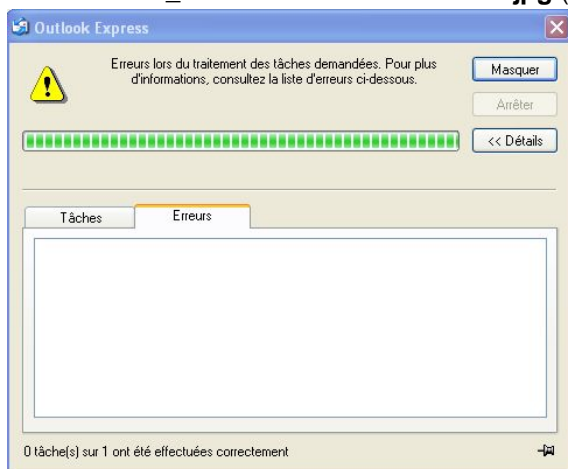 jpg (
Outlook Express
Erreurs lors du traitement des tâches demandées. Pour plus
d'informations, consultez la liste d'erreurs ci-dessous.
Masquer
Arrêter
<< Détails
Tâches
Erreurs
0 tâche(s) sur 1 ont été effectuées correctement